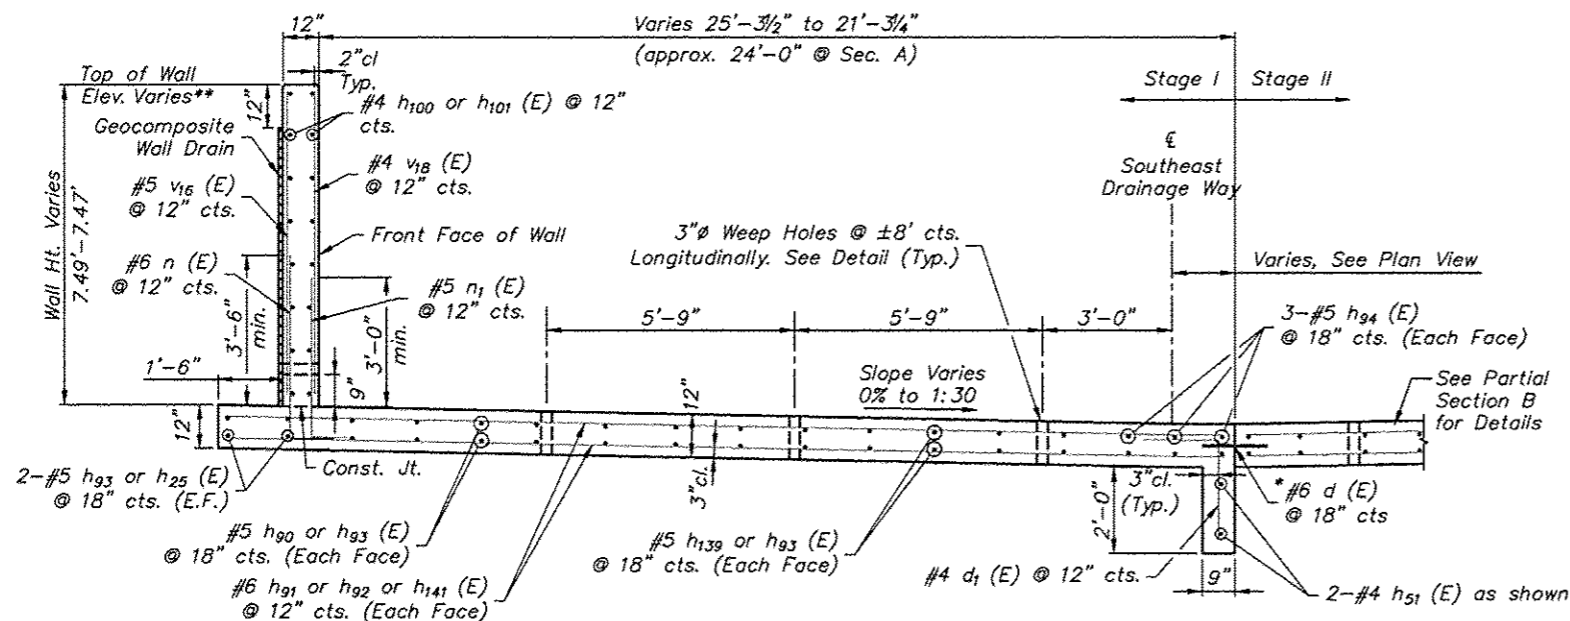 12"
Varies 25'-3½" to 21'-3¼"
(approx. 24'-0" @ Sec. A)
2"cl
Typ.
Top of Wall
Elev. Varies**
12"
Geocomposite
Wall Drain
#4 h100 or h101 (E) @ 12"
cts.
Stage I
Stage II
℄
Southeast
Drainage Way
#5 v16 (E)
@ 12" cts.
#4 v18 (E)
@ 12" cts.
Wall Ht. Varies
7.49'-7.47'
Front Face of Wall
3"ø Weep Holes @ ±8' cts.
Longitudinally. See Detail (Typ.)
Varies, See Plan View
#6 n (E)
@ 12" cts.
#5 n1 (E)
@ 12" cts.
3'-6"
min.
3'-0"
min.
5'-9"
5'-9"
3'-0"
3-#5 h94 (E)
@ 18" cts. (Each Face)
1'-6"
9"
12"
Slope Varies
0% to 1:30
See Partial
Section B
for Details
12"
Const. Jt.
3"cl.
2-#5 h93 or h25 (E)
@ 18" cts. (E.F.)
2'-0"
3"cl.
(Typ.)
*#6 d (E)
@ 18" cts
#5 h90 or h93 (E)
@ 18" cts. (Each Face)
#5 h139 or h93 (E)
@ 18" cts. (Each Face)
#6 h91 or h92 or h141 (E)
@ 12" cts. (Each Face)
#4 d1 (E) @ 12" cts.
9"
2-#4 h51 (E) as shown